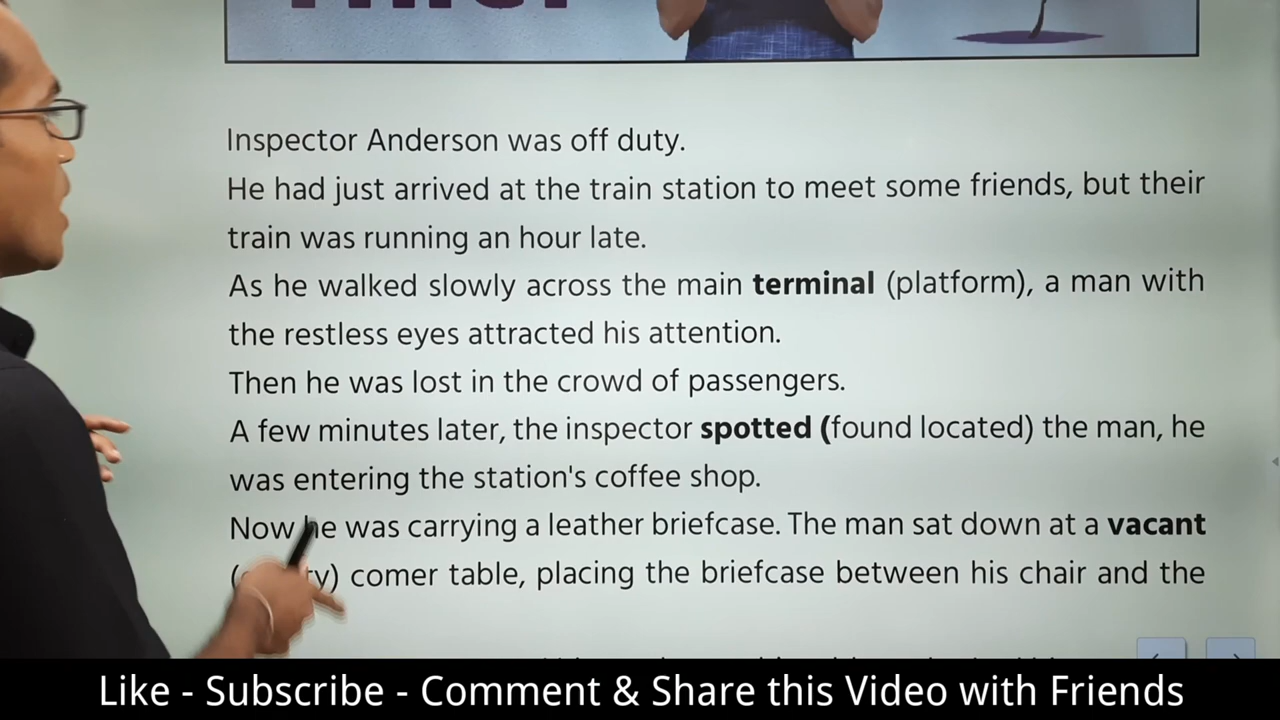 Inspector Anderson was off duty.
He had just arrived at the train station to meet some friends, but their
train was running an hour late.
As he walked slowly across the main terminal (platform), a man with
the restless eyes attracted his attention.
Then he was lost in the crowd of passengers.
A few minutes later, the inspector spotted (found located) the man, he
was entering the station's coffee shop.
Now he was carrying a leather briefcase. The man sat down at a vacant
comer table, placing the briefcase between his chair and the
Like - Subscribe - Comment & Share this Video with Friends